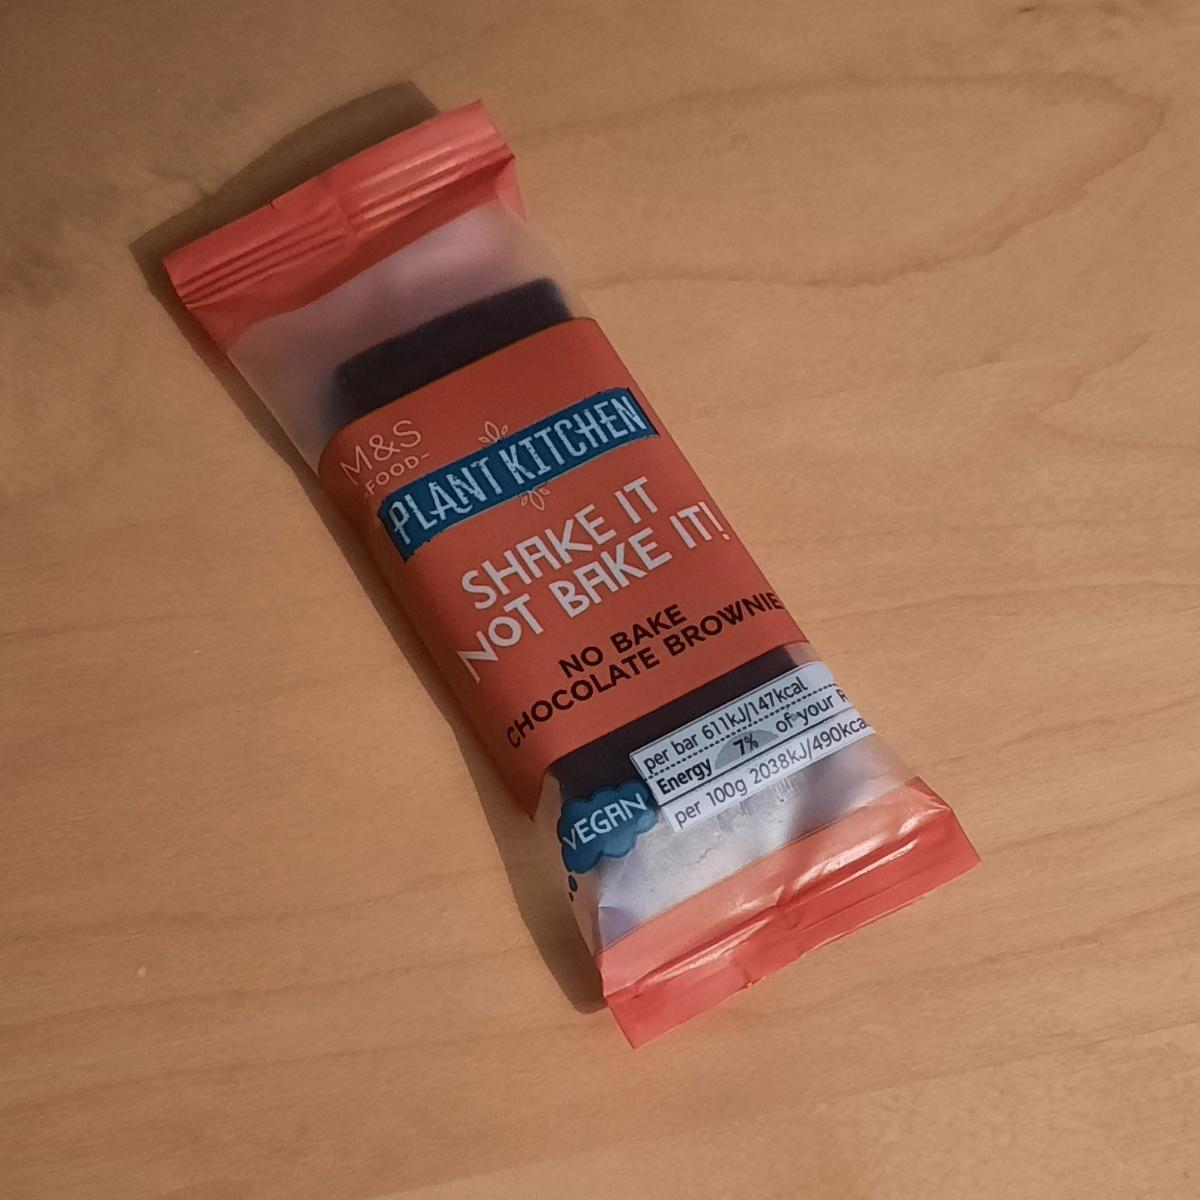 M&S
-FOOD-
PLANT KITCHEN
SHAKE IT
NOT BAKE IT!
NO BAKE
CHOCOLATE BROWNIE
per bar 611kJ/147kcal
Energy 7% of your
per 100g 2038kJ/490kca
VEGAN